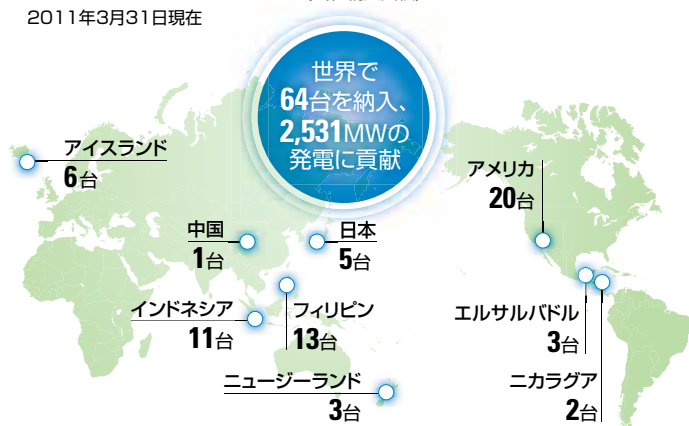 2011年3月31日現在
世界で
64台を納入、
2,531MWの
発電に貢献
アイスランド
6台
中国
1台
日本
5台
インドネシア
11台
フィリピン
13台
ニュージーランド
3台
アメリカ
20台
エルサルバドル
3台
ニカラグア
2台